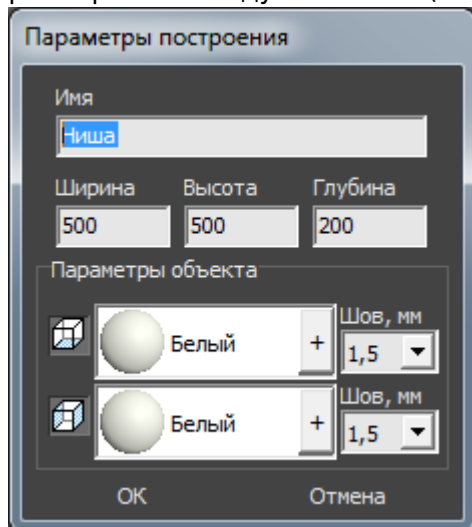 Параметры построения
Имя
Ниша
Ширина Высота Глубина
500 500 200
Параметры объекта
Шов, мм
Белый + 1,5
Шов, мм
Белый + 1,5
ОК Отмена